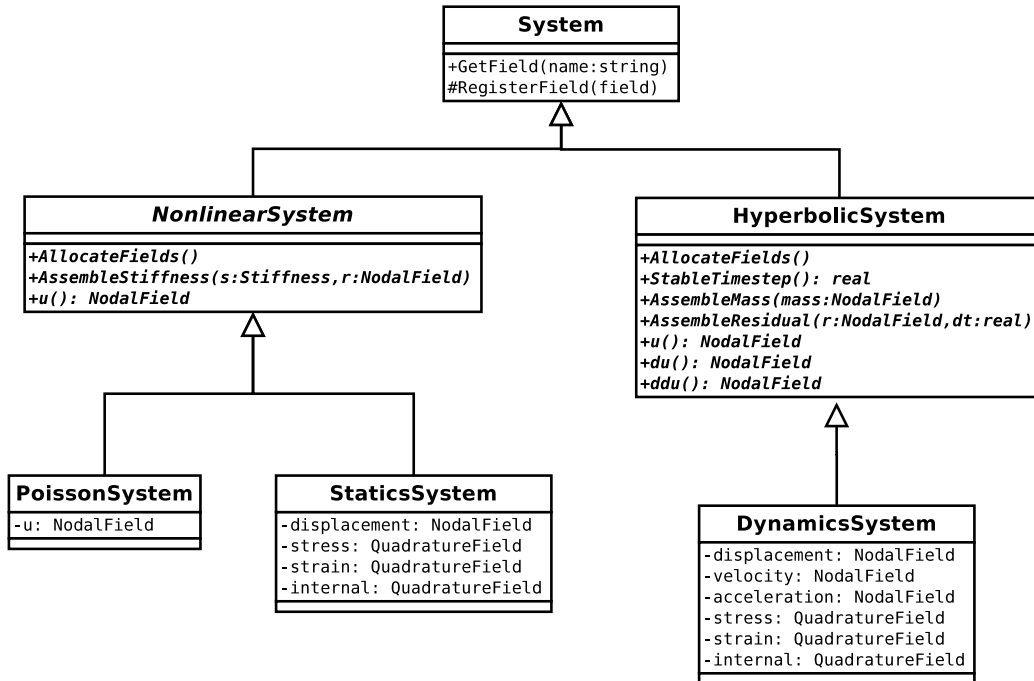 System
+GetField(name:string)
#RegisterField(field)
NonlinearSystem
+AllocateFields()
+AssembleStiffness(s:Stiffness,r:NodalField)
+u(): NodalField
HyperbolicSystem
+AllocateFields()
+StableTimestep(): real
+AssembleMass(mass:NodalField)
+AssembleResidual(r:NodalField,dt:real)
+u(): NodalField
+du(): NodalField
+ddu(): NodalField
PoissonSystem
-u: NodalField
StaticsSystem
-displacement: NodalField
-stress: QuadratureField
-strain: QuadratureField
-internal: QuadratureField
DynamicsSystem
-displacement: NodalField
-velocity: NodalField
-acceleration: NodalField
-stress: QuadratureField
-strain: QuadratureField
-internal: QuadratureField